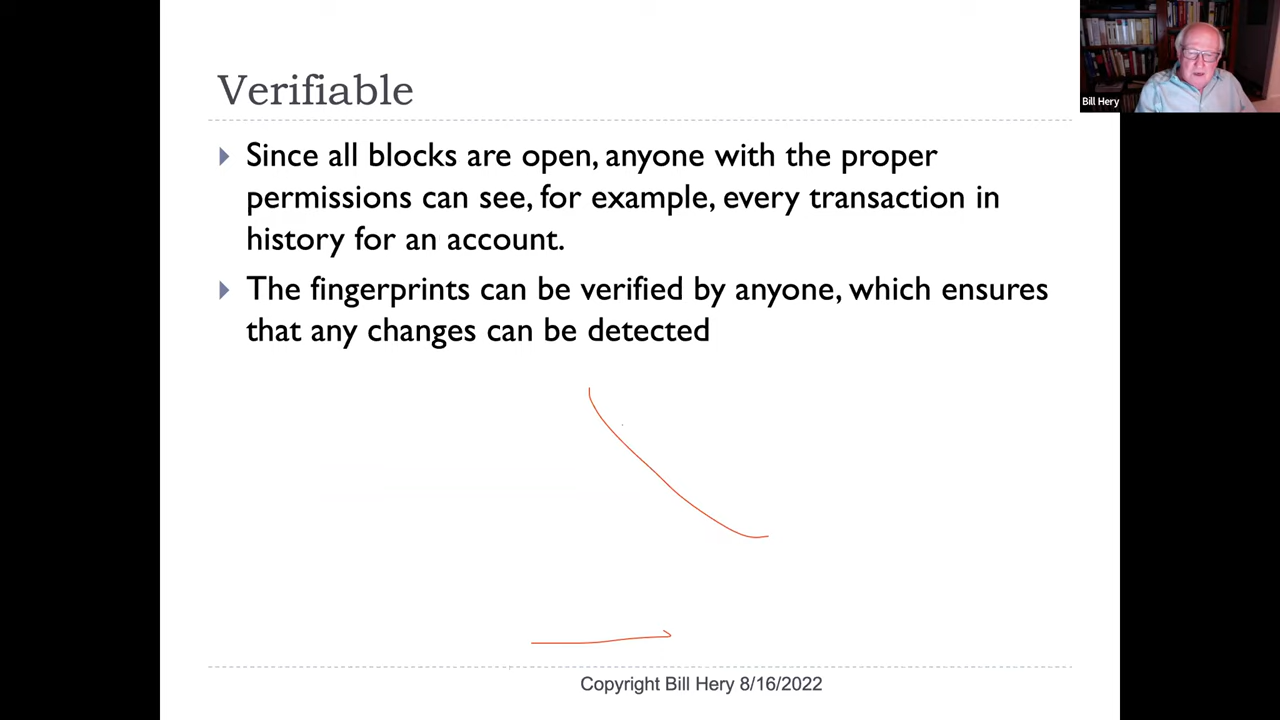 Verifiable
Since all blocks are open, anyone with the proper
permissions can see, for example, every transaction in
history for an account.
The fingerprints can be verified by anyone, which ensures
that any changes can be detected
Copyright Bill Hery 8/16/2022
Bill Hery